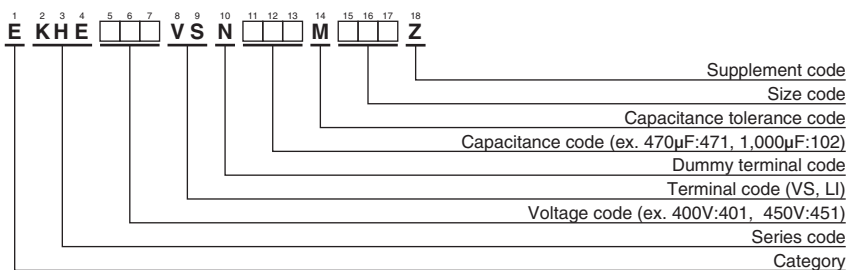 1 2 3 4 5 6 7 8 9 10 11 12 13 14 15 16 17 18
E KHE □□□ VS N □□□ M □□□ Z
Supplement code
Size code
Capacitance tolerance code
Capacitance code (ex. 470μF:471, 1,000μF:102)
Dummy terminal code
Terminal code (VS, LI)
Voltage code (ex. 400V:401, 450V:451)
Series code
Category